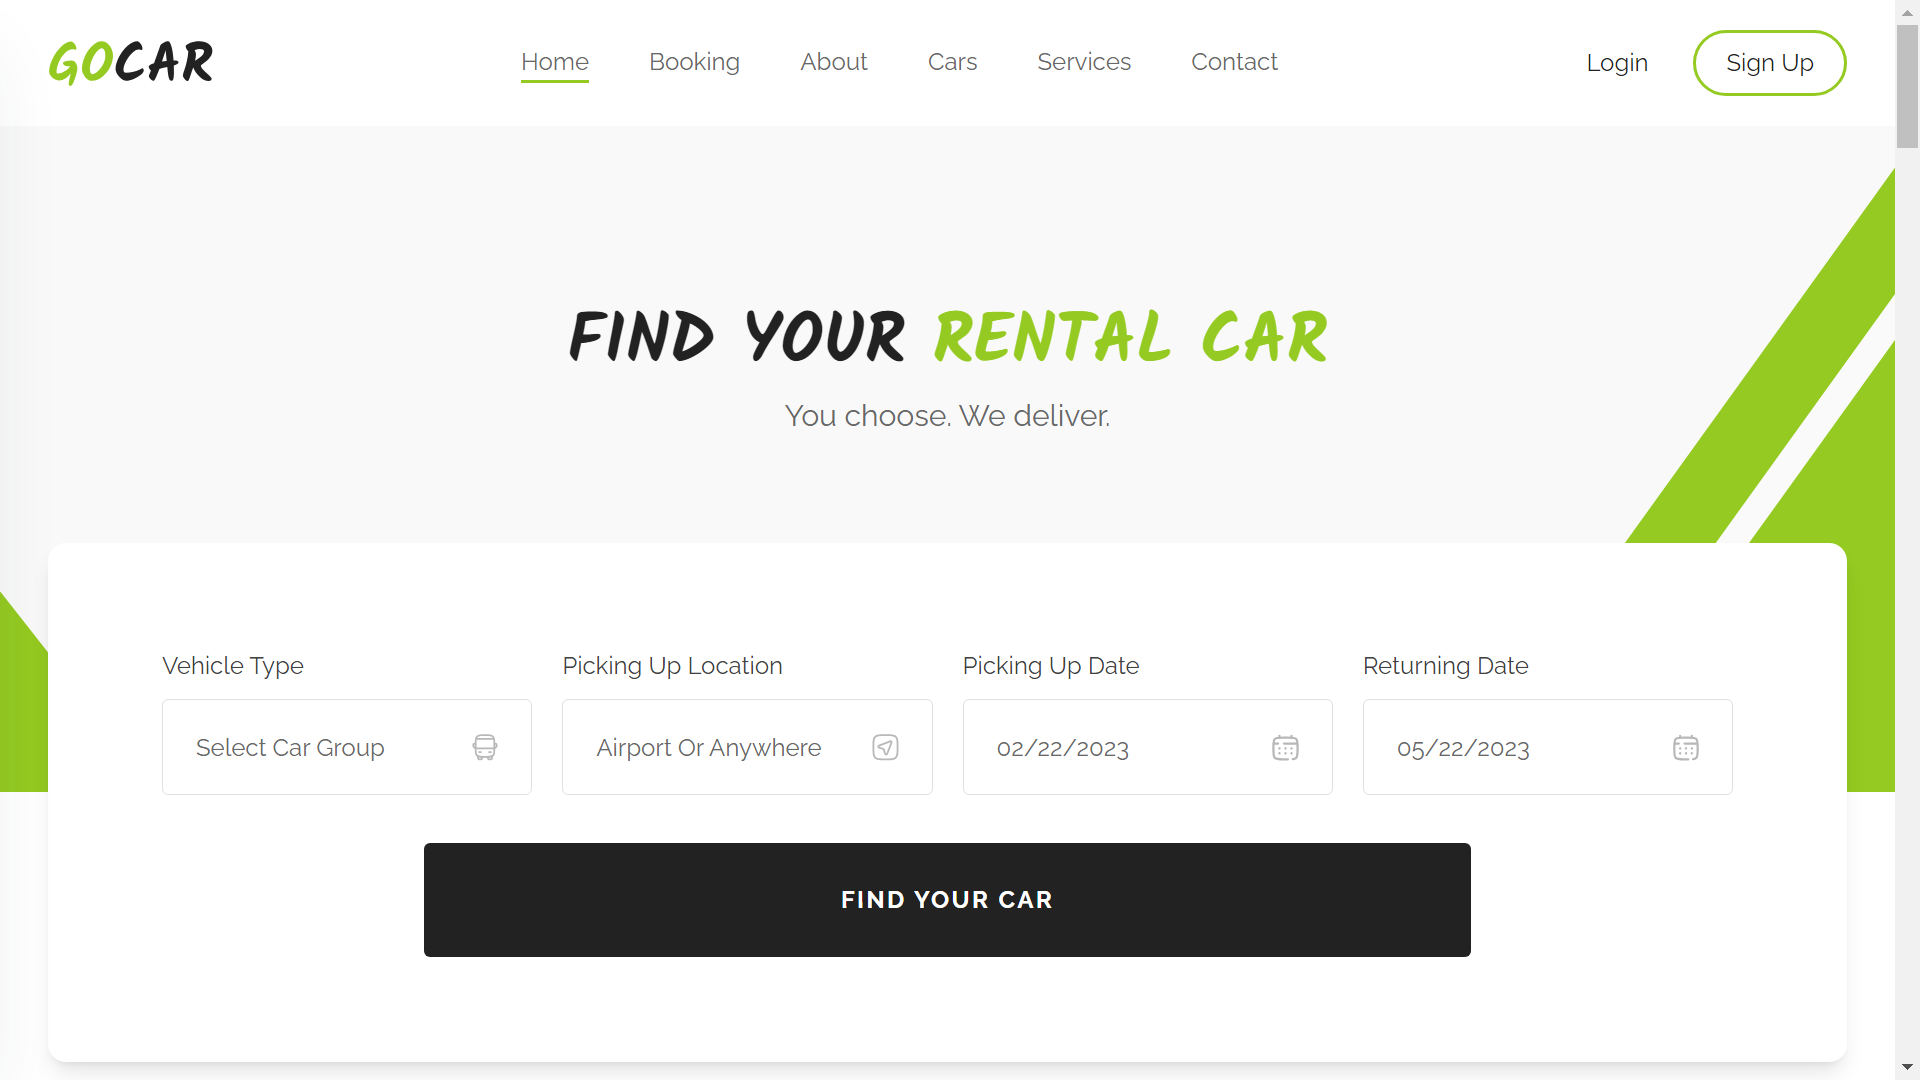 GOCAR
Home Booking About Cars Services Contact
Login Sign Up
FIND YOUR RENTAL CAR
You choose. We deliver.
Vehicle Type Picking Up Location Picking Up Date Returning Date
Select Car Group Airport Or Anywhere 02/22/2023 05/22/2023
FIND YOUR CAR